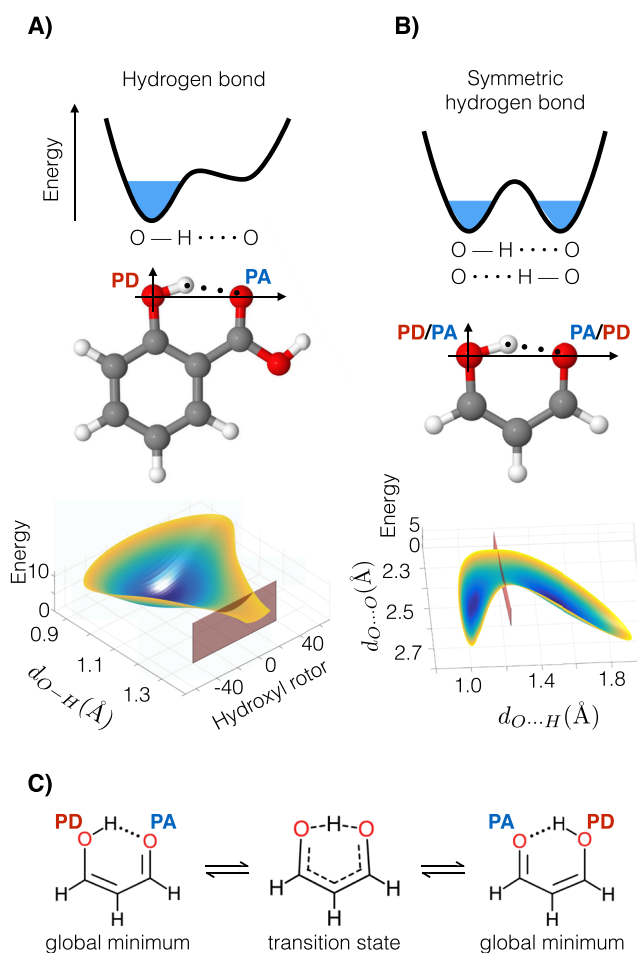 A)
Hydrogen bond
Energy
O — H · · · · O
PD
PA
Energy
10
0
0.9
1.1
1.3
d_{O−H}(Å)
-40
0
40
Hydroxyl rotor
B)
Symmetric
hydrogen bond
O — H · · · · O
O · · · · H — O
PD/PA
PA/PD
Energy
5
0
2.3
2.5
2.7
d_{O...O}(Å)
1.0
1.4
1.8
d_{O...H}(Å)
C)
PD
PA
H
O
O
H
H
H
global minimum
O
H
O
H
H
H
transition state
PA
PD
O
H
O
H
H
H
global minimum